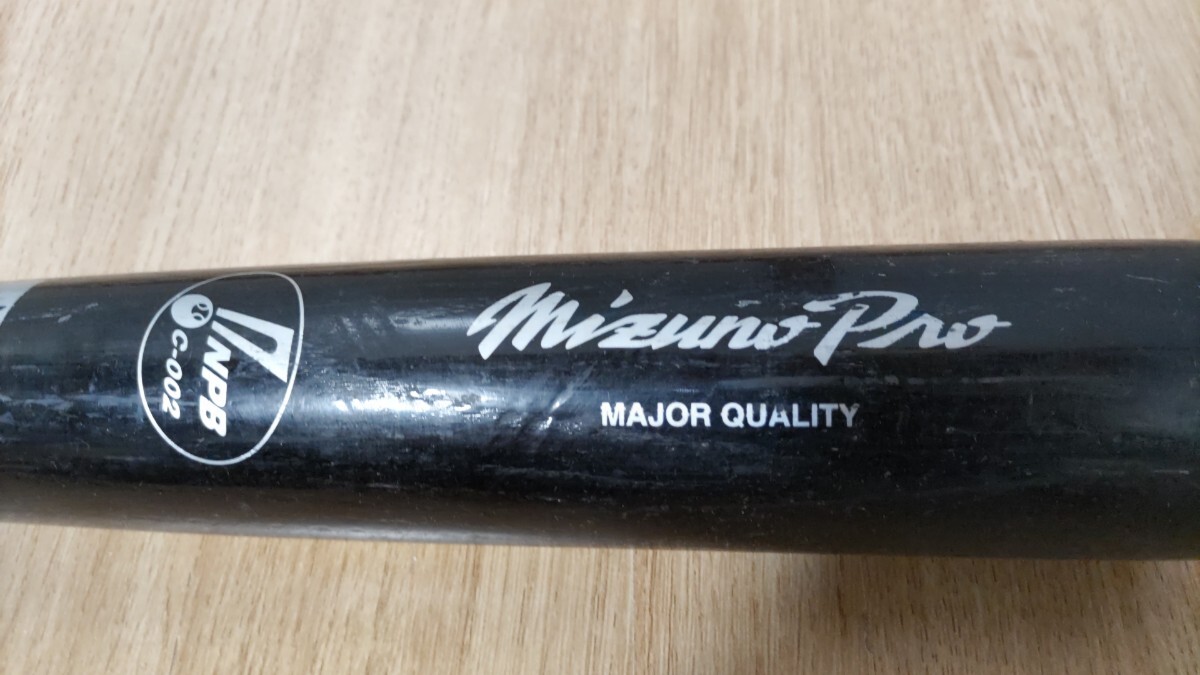 NPB
C-002
Mizuno Pro
MAJOR QUALITY